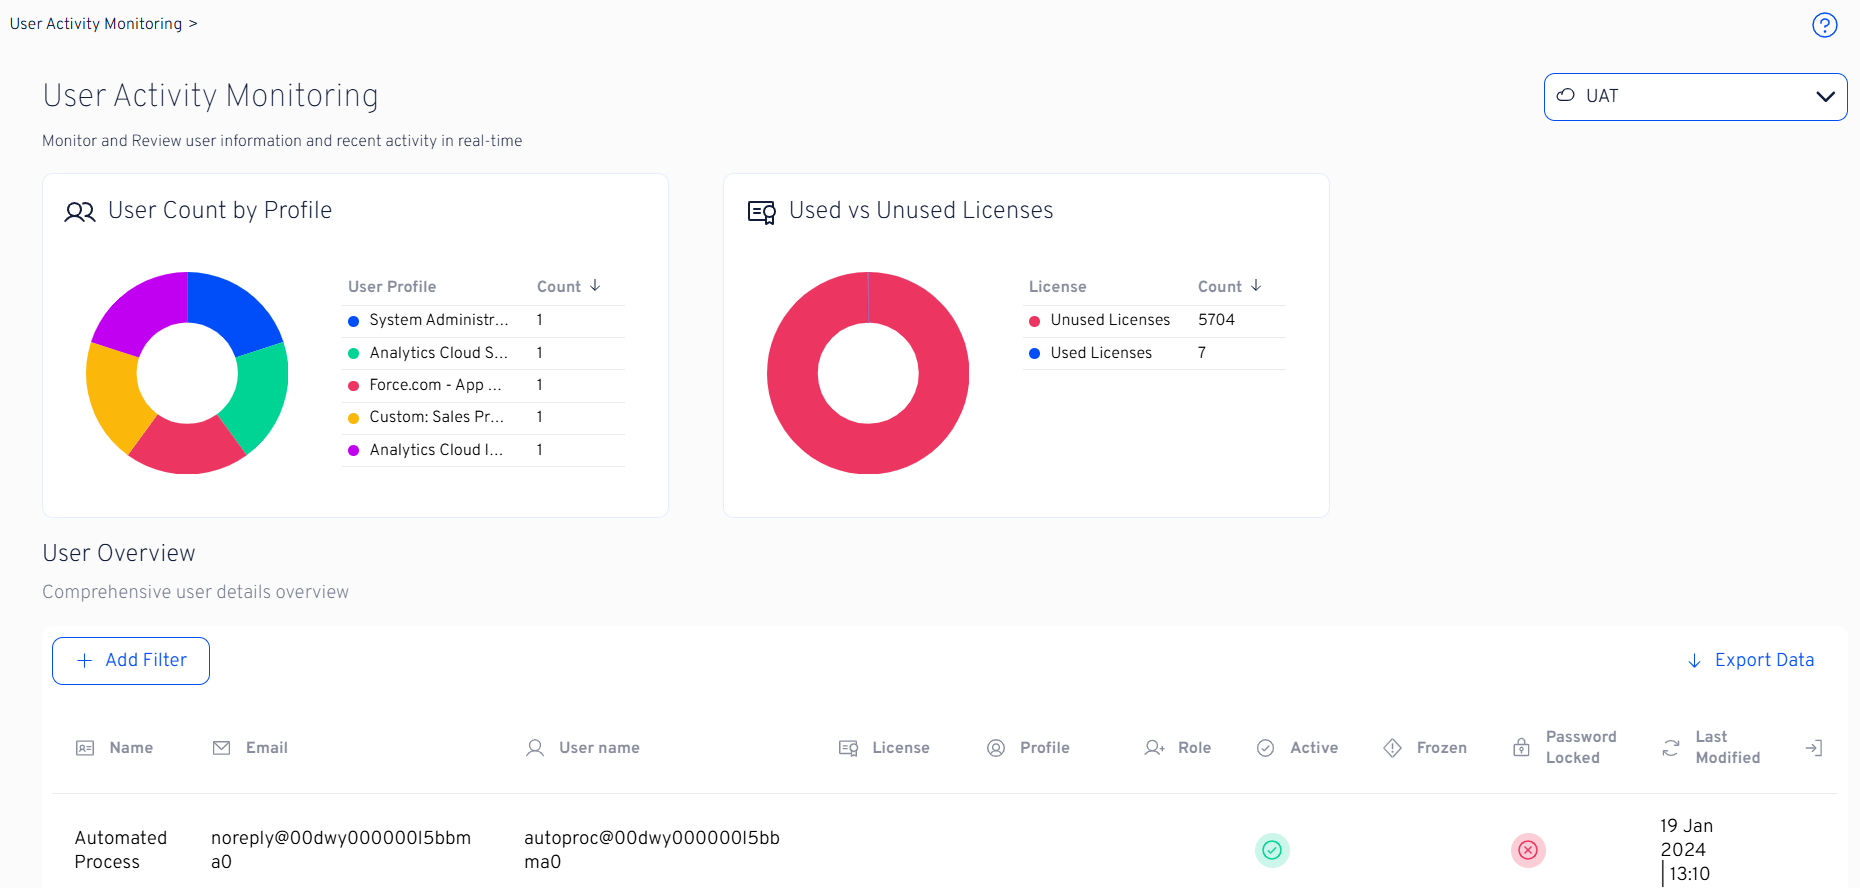 User Activity Monitoring >
User Activity Monitoring
UAT
Monitor and Review user information and recent activity in real-time
User Count by Profile
User Profile Count
System Administr... 1
Analytics Cloud S... 1
Force.com - App ... 1
Custom: Sales Pr... 1
Analytics Cloud I... 1
Used vs Unused Licenses
License Count
Unused Licenses 5704
Used Licenses 7
User Overview
Comprehensive user details overview
Add Filter
Export Data
Name Email User name License Profile Role Active Frozen Password Locked Last Modified
Automated Process noreply@00dwy000000l5bbma0 autoproc@00dwy000000l5bbma0 19 Jan 2024 | 13:10